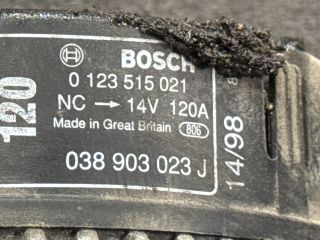 BOSCH
0 123 515 021
NC → 14V 120A
Made in Great Britain 806
038 903 023 J
120
14/98